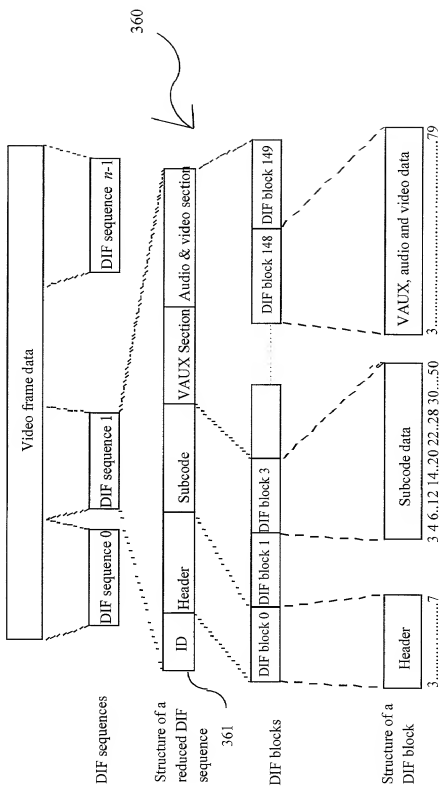 360
Video frame data
DIF sequences
DIF sequence 0
DIF sequence 1
DIF sequence n-1
Structure of a
reduced DIF
sequence
ID
Header
Subcode
VAUX Section
Audio & video section
361
DIF blocks
DIF block 0
DIF block 1
DIF block 3
DIF block 148
DIF block 149
Structure of a
DIF block
Header
Subcode data
VAUX, audio and video data
3....................7
3 4 6..12 14..20 22..28 30....50
3............................................79